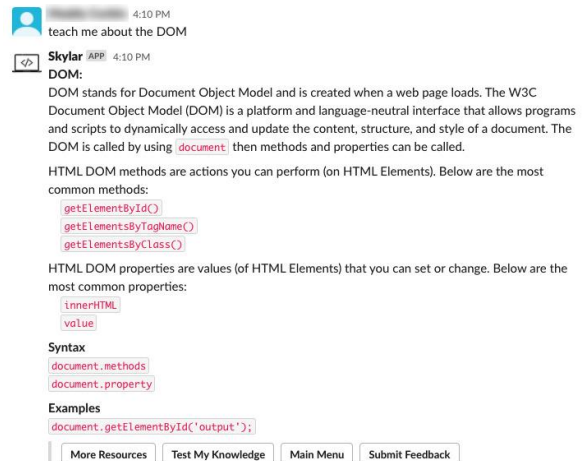 4:10 PM
teach me about the DOM
Skylar APP 4:10 PM
DOM:
DOM stands for Document Object Model and is created when a web page loads. The W3C
Document Object Model (DOM) is a platform and language-neutral interface that allows programs
and scripts to dynamically access and update the content, structure, and style of a document. The
DOM is called by using document then methods and properties can be called.
HTML DOM methods are actions you can perform (on HTML Elements). Below are the most
common methods:
getElementById()
getElementsByTagName()
getElementsByClass()
HTML DOM properties are values (of HTML Elements) that you can set or change. Below are the
most common properties:
innerHTML
value
Syntax
document.methods
document.property
Examples
document.getElementById('output');
More Resources Test My Knowledge Main Menu Submit Feedback